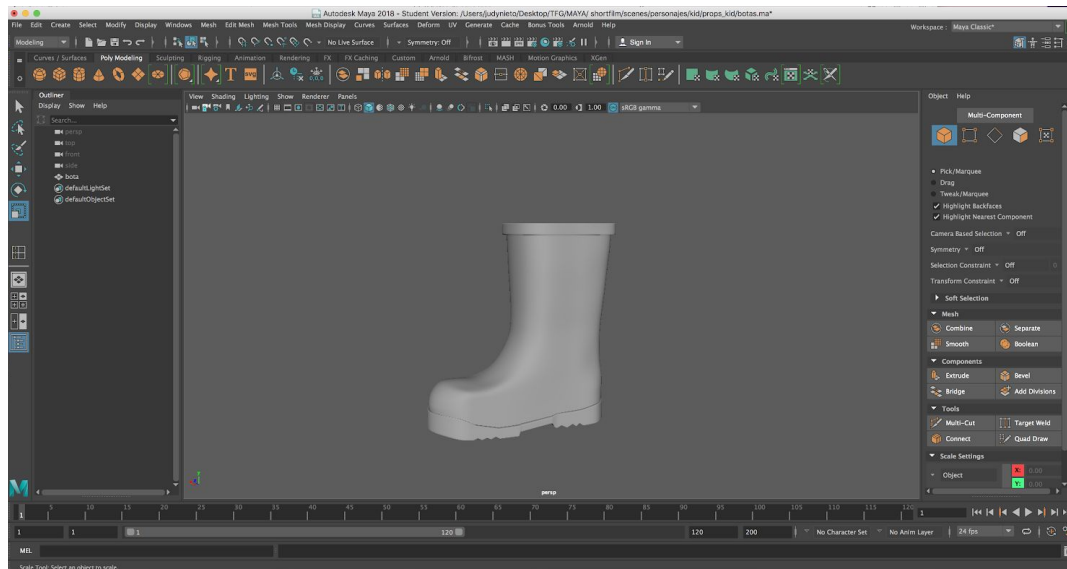 Autodesk Maya 2018 - Student Version: /Users/judynieto/Desktop/TFG/MAYA/ shortfilm/scenes/personajes/kid/props_kid/botas.ma*
File Edit Create Select Modify Display Windows Mesh Edit Mesh Mesh Tools Mesh Display Curves Surfaces Deform UV Generate Cache Bonus Tools Arnold Help
Workspace : Maya Classic*
Modeling No Live Surface Symmetry: Off Sign In
Curves / Surfaces Poly Modeling Sculpting Rigging Animation Rendering FX FX Caching Custom Arnold Bifrost MASH Motion Graphics XGen
Outliner
Display Show Help
Search...
persp
top
front
side
bota
defaultLightSet
defaultObjectSet
View Shading Lighting Show Renderer Panels
0.00 1.00 sRGB gamma
persp
Object Help
Multi-Component
Pick/Marquee
Drag
Tweak/Marquee
Highlight Backfaces
Highlight Nearest Component
Camera Based Selection Off
Symmetry Off
Selection Constraint Off 0
Transform Constraint Off
Soft Selection
Mesh
Combine Separate
Smooth Boolean
Components
Extrude Bevel
Bridge Add Divisions
Tools
Multi-Cut Target Weld
Connect Quad Draw
Scale Settings
Object X: 0.00
Y: 0.00
1 5 10 15 20 25 30 35 40 45 50 55 60 65 70 75 80 85 90 95 100 105 110 115 120 1
1 1 1 120 120 200 No Character Set No Anim Layer 24 fps
MEL
Scale Tool: Select an object to scale.